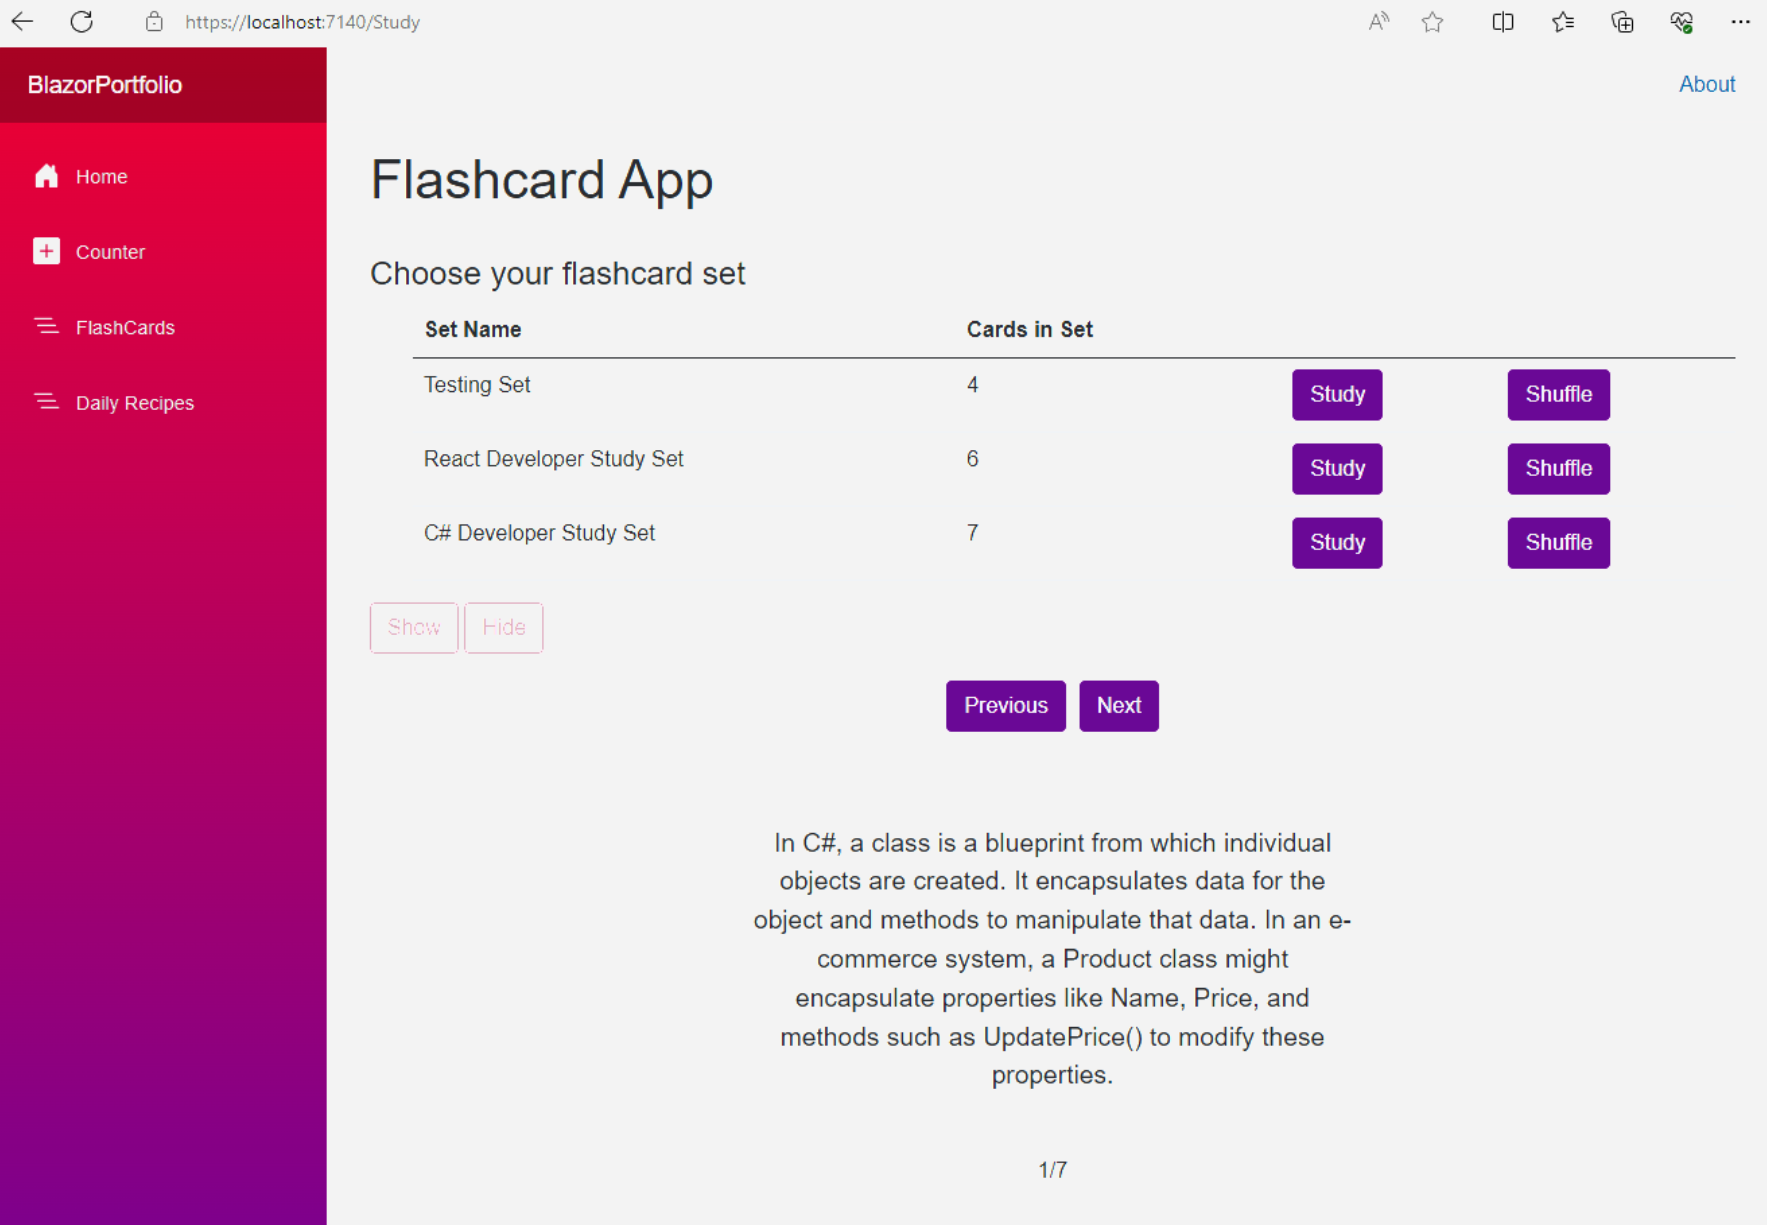 https://localhost:7140/Study
BlazorPortfolio
About
Home
Counter
FlashCards
Daily Recipes
Flashcard App
Choose your flashcard set
Set Name Cards in Set
Testing Set 4 Study Shuffle
React Developer Study Set 6 Study Shuffle
C# Developer Study Set 7 Study Shuffle
Show Hide
Previous Next
In C#, a class is a blueprint from which individual
objects are created. It encapsulates data for the
object and methods to manipulate that data. In an e-
commerce system, a Product class might
encapsulate properties like Name, Price, and
methods such as UpdatePrice() to modify these
properties.
1/7